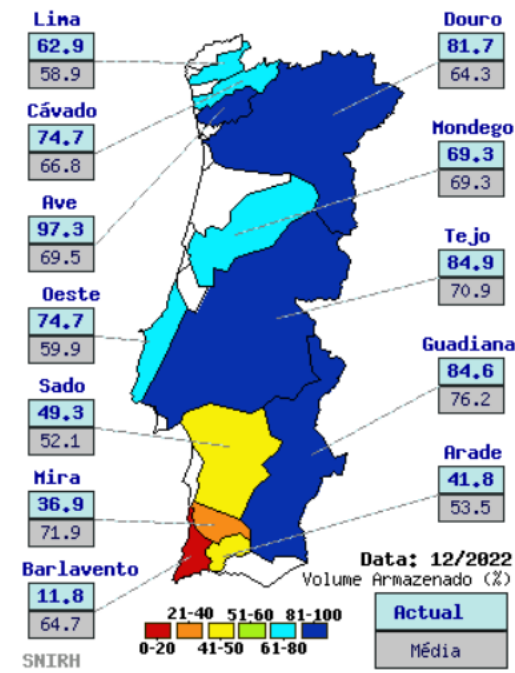 Lima
62.9
58.9
Cávado
74.7
66.8
Ave
97.3
69.5
Oeste
74.7
59.9
Sado
49.3
52.1
Mira
36.9
71.9
Barlavento
11.8
64.7
Douro
81.7
64.3
Mondego
69.3
69.3
Tejo
84.9
70.9
Guadiana
84.6
76.2
Arade
41.8
53.5
Data: 12/2022
Volume Armazenado (%)
Actual
Média
21-40 51-60 81-100
0-20 41-50 61-80
SNIRH